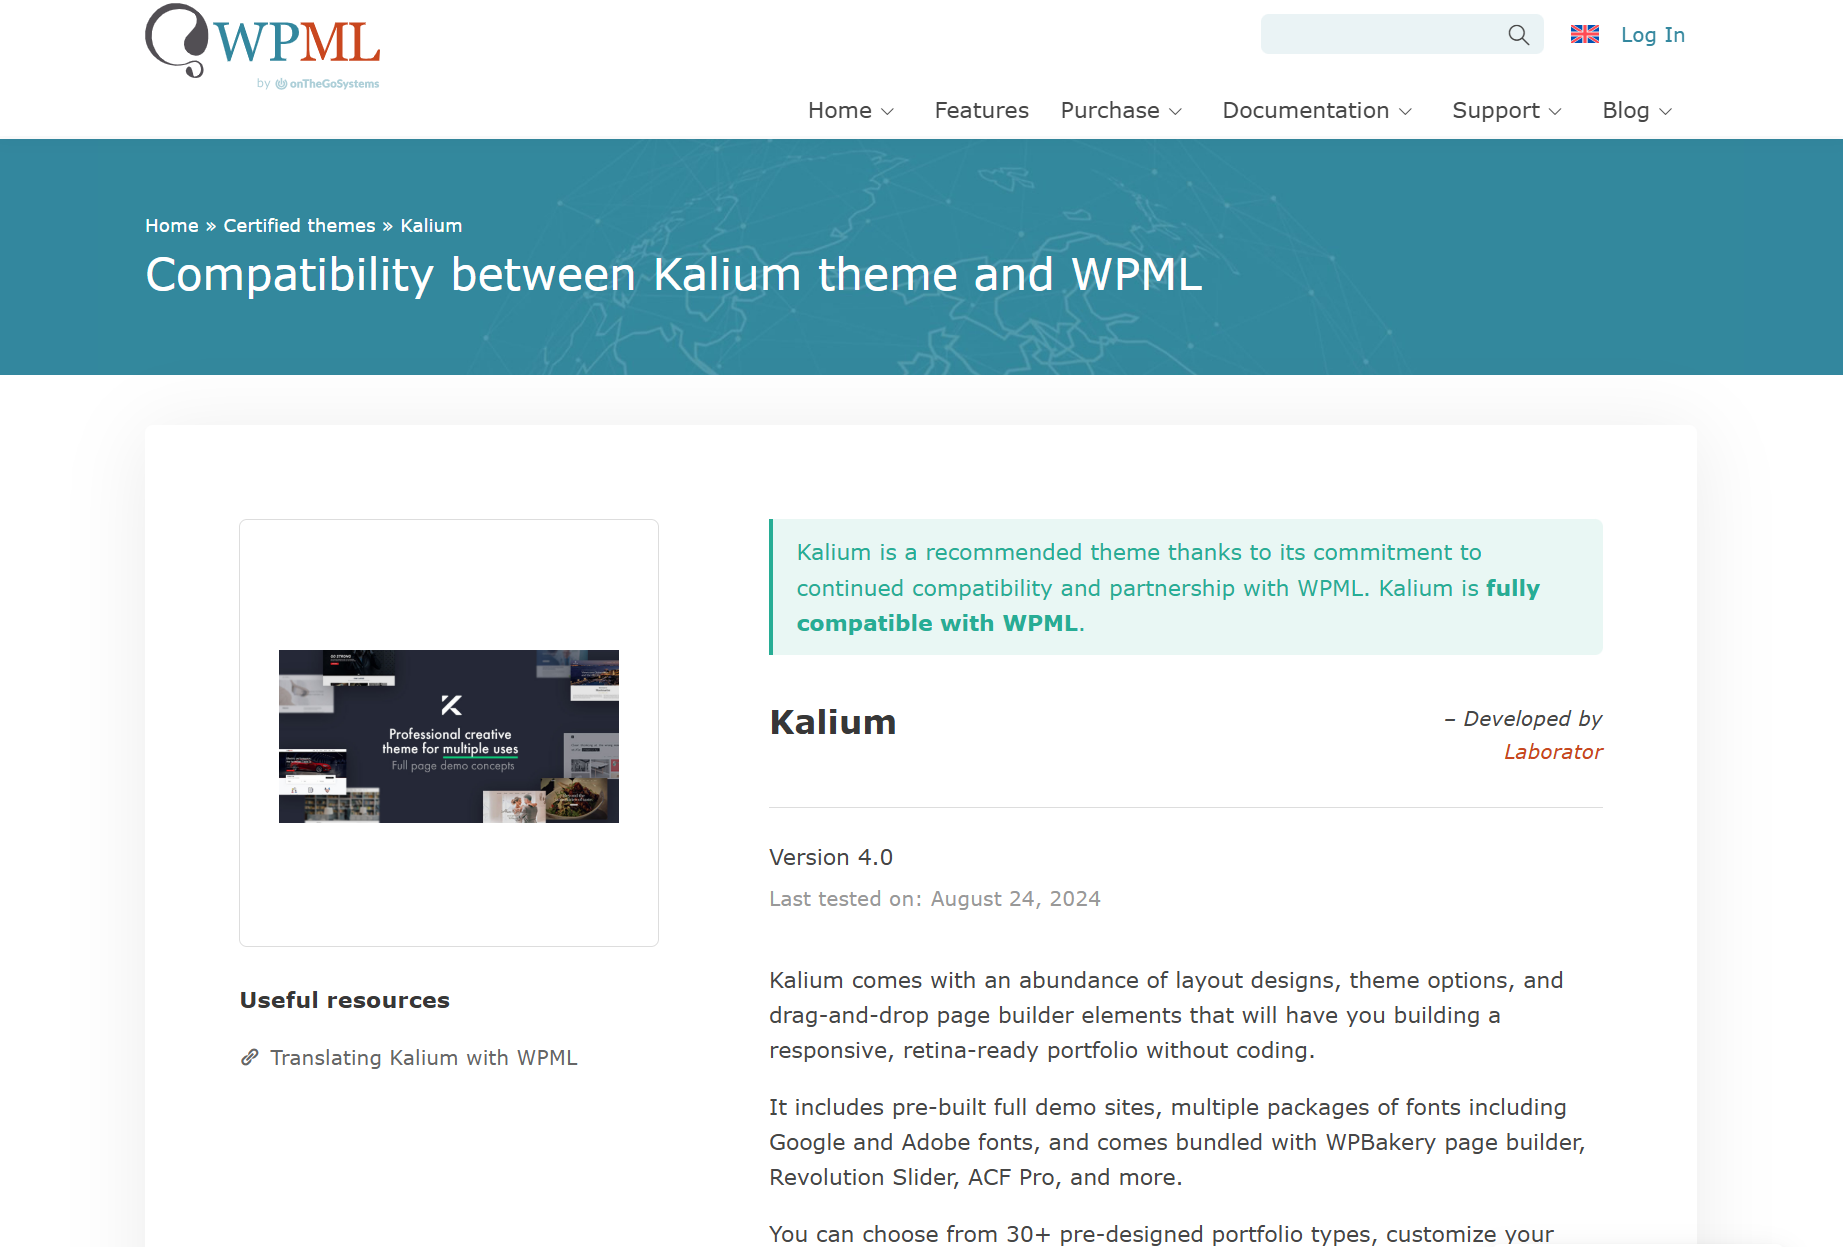 WPML
by onTheGoSystems
Log In
Home
Features
Purchase
Documentation
Support
Blog
Home » Certified themes » Kalium
Compatibility between Kalium theme and WPML
Professional creative
theme for multiple uses
Full page demo concepts
Kalium is a recommended theme thanks to its commitment to
continued compatibility and partnership with WPML. Kalium is fully
compatible with WPML.
Kalium
– Developed by
Laborator
Version 4.0
Last tested on: August 24, 2024
Useful resources
Translating Kalium with WPML
Kalium comes with an abundance of layout designs, theme options, and
drag-and-drop page builder elements that will have you building a
responsive, retina-ready portfolio without coding.
It includes pre-built full demo sites, multiple packages of fonts including
Google and Adobe fonts, and comes bundled with WPBakery page builder,
Revolution Slider, ACF Pro, and more.
You can choose from 30+ pre-designed portfolio types, customize your